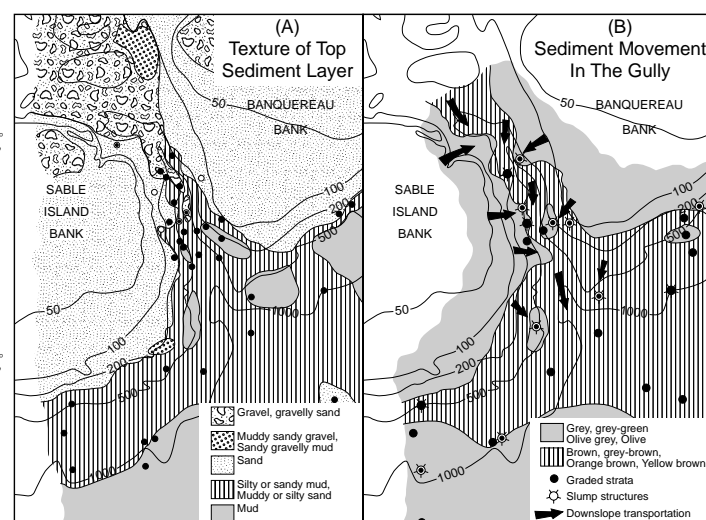 (A)
Texture of Top
Sediment Layer
50
BANQUEREAU
BANK
SABLE
ISLAND
BANK
100
200
500
50
1000
100
200
500
1000
Gravel, gravelly sand
Muddy sandy gravel,
Sandy gravelly mud
Sand
Silty or sandy mud,
Muddy or silty sand
Mud
(B)
Sediment Movement
In The Gully
50
BANQUEREAU
BANK
SABLE
ISLAND
BANK
100
200
500
50
1000
100
200
500
1000
Grey, grey-green
Olive grey, Olive
Brown, grey-brown,
Orange brown, Yellow brown
Graded strata
Slump structures
Downslope transportation